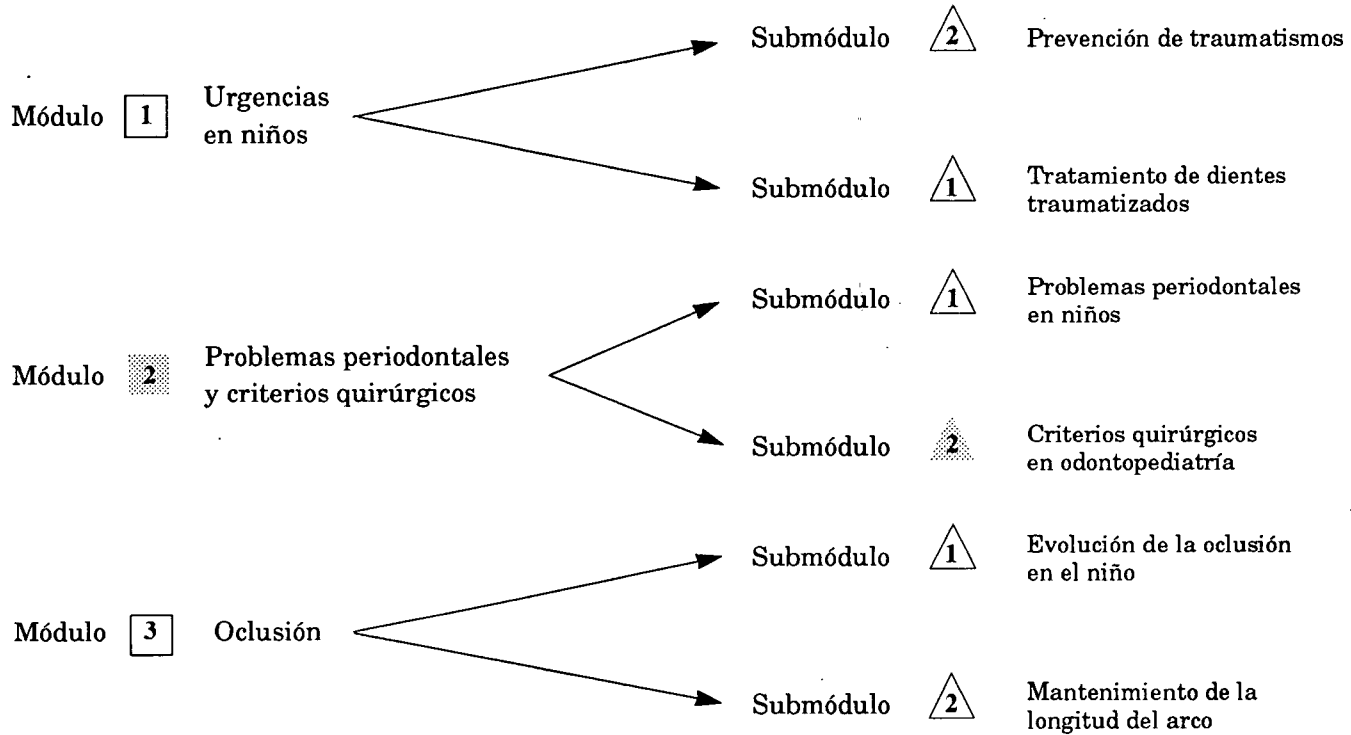 Submódulo 2 Prevención de traumatismos
Módulo 1 Urgencias
en niños
Submódulo 1 Tratamiento de dientes
traumatizados
Submódulo 1 Problemas periodontales
en niños
Módulo 2 Problemas periodontales
y criterios quirúrgicos
Submódulo 2 Criterios quirúrgicos
en odontopediatría
Submódulo 1 Evolución de la oclusión
en el niño
Módulo 3 Oclusión
Submódulo 2 Mantenimiento de la
longitud del arco